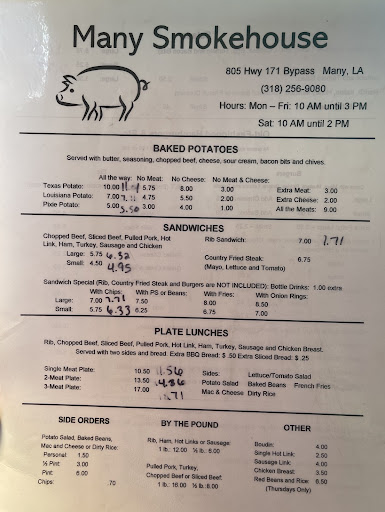 Many Smokehouse
805 Hwy 171 Bypass Many, LA
(318) 256-9080
Hours: Mon – Fri: 10 AM until 3 PM
Sat: 10 AM until 2 PM
BAKED POTATOES
Served with butter, seasoning, chopped beef, cheese, sour cream, bacon bits and chives.
All the way: No Meat: No Cheese: No Meat & Cheese:
Texas Potato: 10.00 5.75 8.00 3.00 Extra Meat: 3.00
Louisiana Potato: 7.00 4.75 5.50 2.00 Extra Cheese: 2.00
Pixie Potato: 5.00 5.50 3.00 4.00 1.00 All the Meats: 9.00
SANDWICHES
Chopped Beef, Sliced Beef, Pulled Pork, Hot
Link, Ham, Turkey, Sausage and Chicken
Rib Sandwich: 7.00 7.71
Large: 5.75 6.32
Small: 4.50 4.95
Country Fried Steak: 6.75
(Mayo, Lettuce and Tomato)
Sandwich Special (Rib, Country Fried Steak and Burgers are NOT INCLUDED): Bottle Drinks: 1.00 extra
With Chips: With PS or Beans: With Fries: With Onion Rings:
Large: 7.00 7.71 7.50 8.00 8.50
Small: 5.75 6.33 6.25 6.75 7.00
PLATE LUNCHES
Rib, Chopped Beef, Sliced Beef, Pulled Pork, Hot Link, Ham, Turkey, Sausage and Chicken Breast.
Served with two sides and bread. Extra BBQ Bread: $ .50 Extra Sliced Bread: $ .25
Single Meat Plate: 10.50 11.56 Sides: Lettuce/Tomato Salad
2-Meat Plate: 13.50 14.86 Potato Salad Baked Beans French Fries
3-Meat Plate: 17.00 Mac & Cheese Dirty Rice
SIDE ORDERS
Potato Salad, Baked Beans,
Mac and Cheese or Dirty Rice:
Personal: 1.50
½ Pint: 3.00
Pint: 6.00
Chips: .70
BY THE POUND
Rib, Ham, Hot Links or Sausage:
1 lb.: 12.00 ½ lb.: 6.00
Pulled Pork, Turkey,
Chopped Beef or Sliced Beef:
1 lb.: 16.00 ½ lb.: 8.00
OTHER
Boudin: 4.00
Single Hot Link: 2.50
Sausage Link: 4.00
Chicken Breast: 3.50
Red Beans and Rice: 6.50
(Thursdays Only)